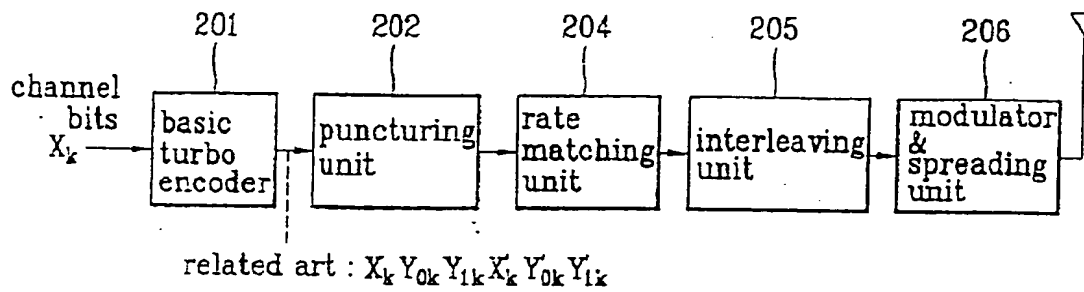 201
202
204
205
206
channel
bits
X_k
basic
turbo
encoder
puncturing
unit
rate
matching
unit
interleaving
unit
modulator
&
spreading
unit
related art : X_k Y_0k Y_1k X'_k Y'_0k Y'_1k